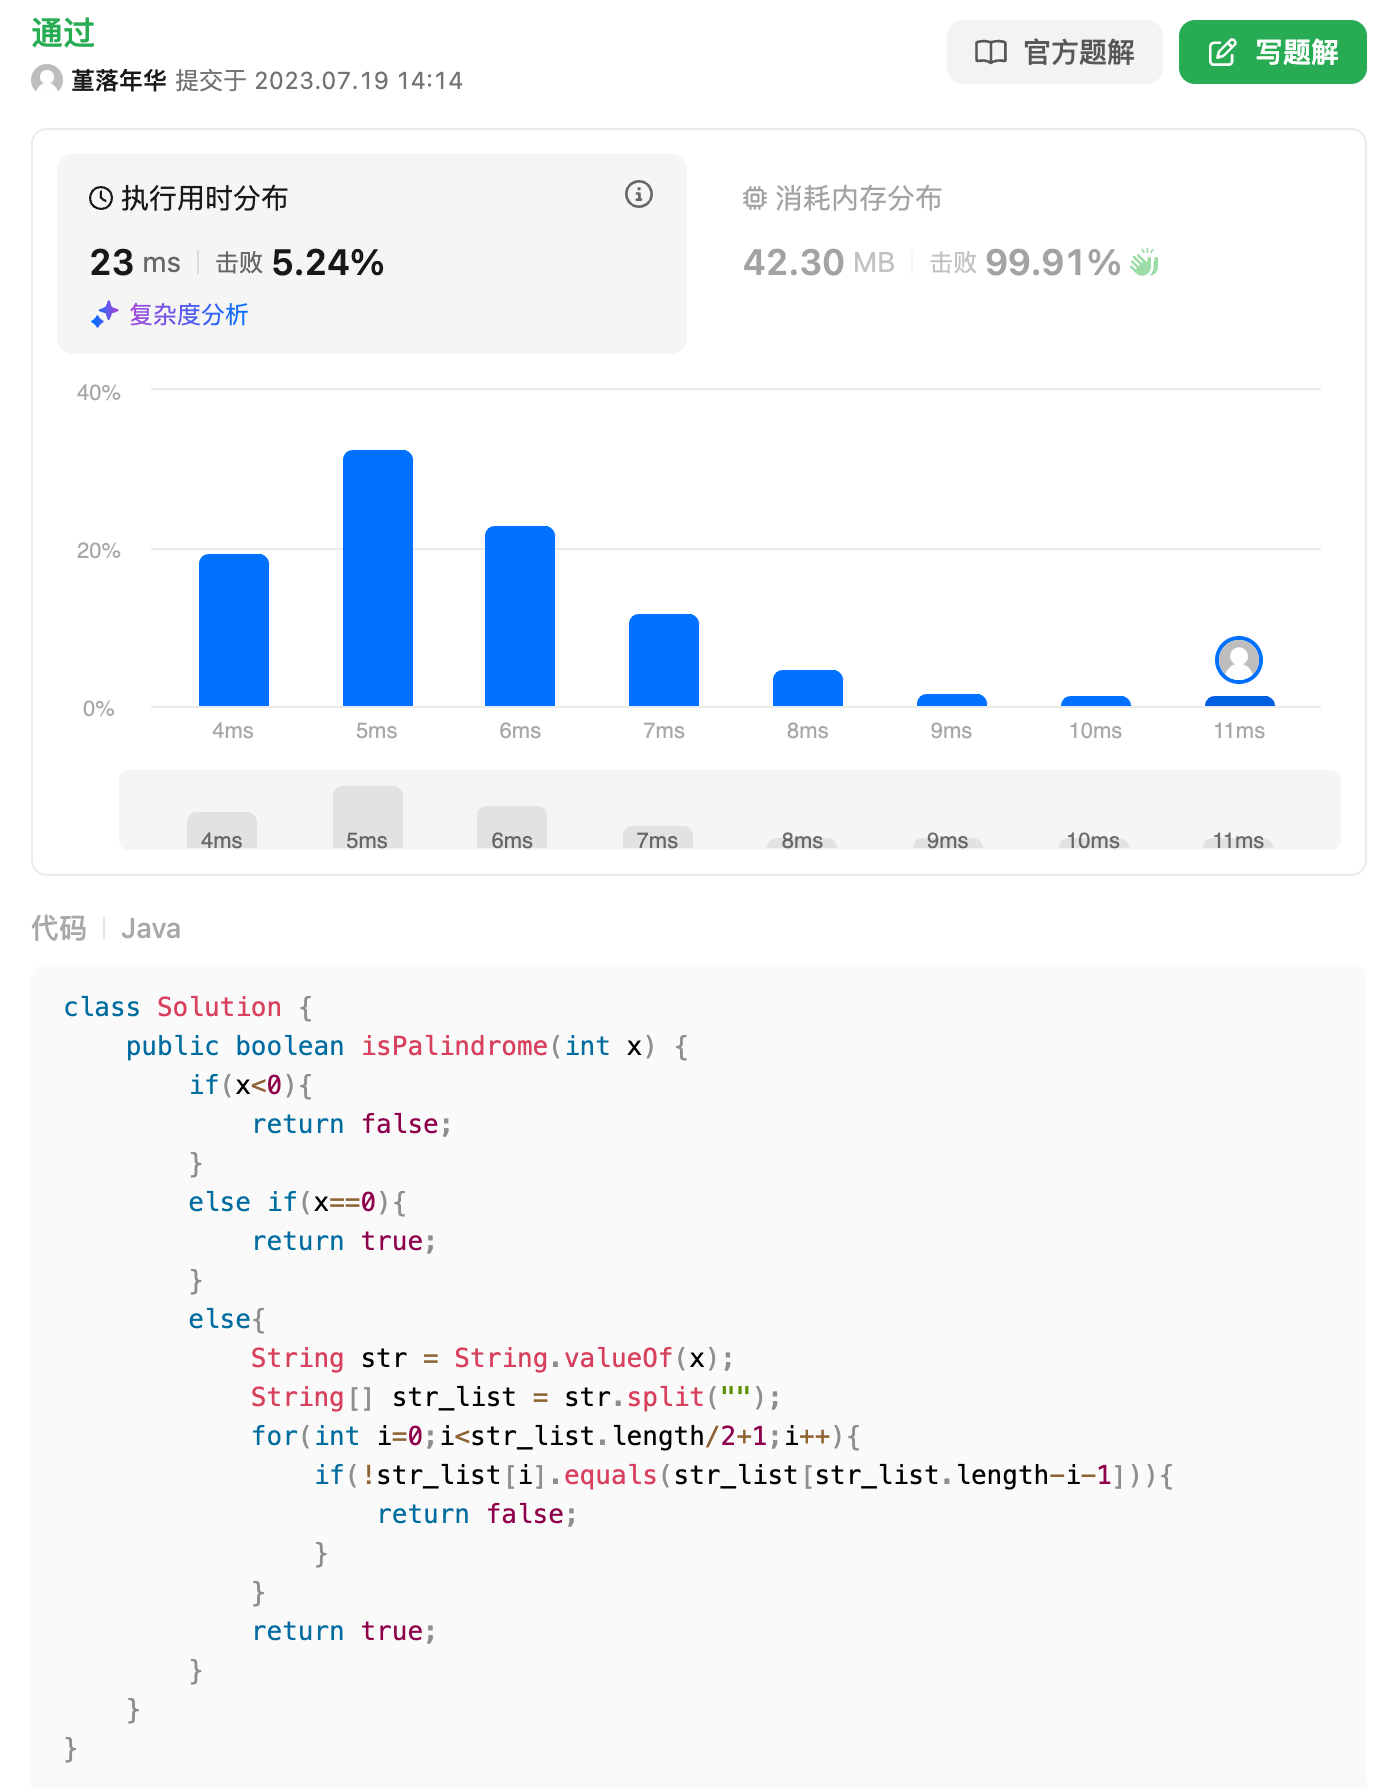 通过
官方题解
写题解
堇落年华 提交于 2023.07.19 14:14
执行用时分布
消耗内存分布
23 ms 击败 5.24%
42.30 MB 击败 99.91%
复杂度分析
40%
20%
0%
4ms 5ms 6ms 7ms 8ms 9ms 10ms 11ms
4ms 5ms 6ms 7ms 8ms 9ms 10ms 11ms
代码 Java
class Solution {
    public boolean isPalindrome(int x) {
        if(x<0){
            return false;
        }
        else if(x==0){
            return true;
        }
        else{
            String str = String.valueOf(x);
            String[] str_list = str.split("");
            for(int i=0;i<str_list.length/2+1;i++){
                if(!str_list[i].equals(str_list[str_list.length-i-1])){
                    return false;
                }
            }
            return true;
        }
    }
}